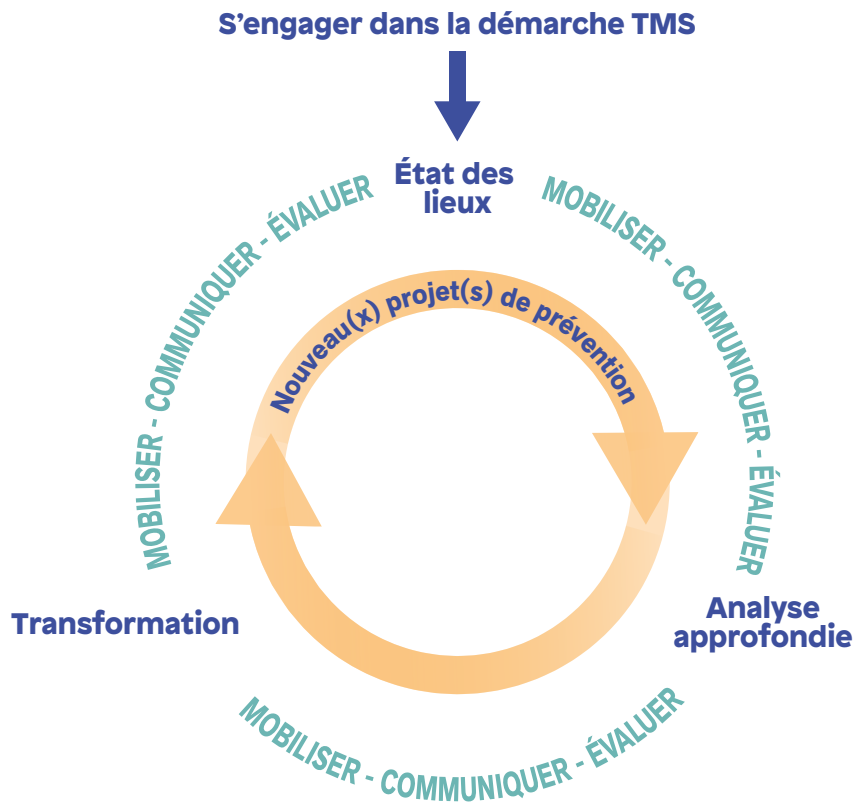 S’engager dans la démarche TMS
État des
lieux
MOBILISER - COMMUNIQUER - ÉVALUER
MOBILISER - COMMUNIQUER - ÉVALUER
Nouveau(x) projet(s) de prévention
Transformation
Analyse
approfondie
MOBILISER - COMMUNIQUER - ÉVALUER